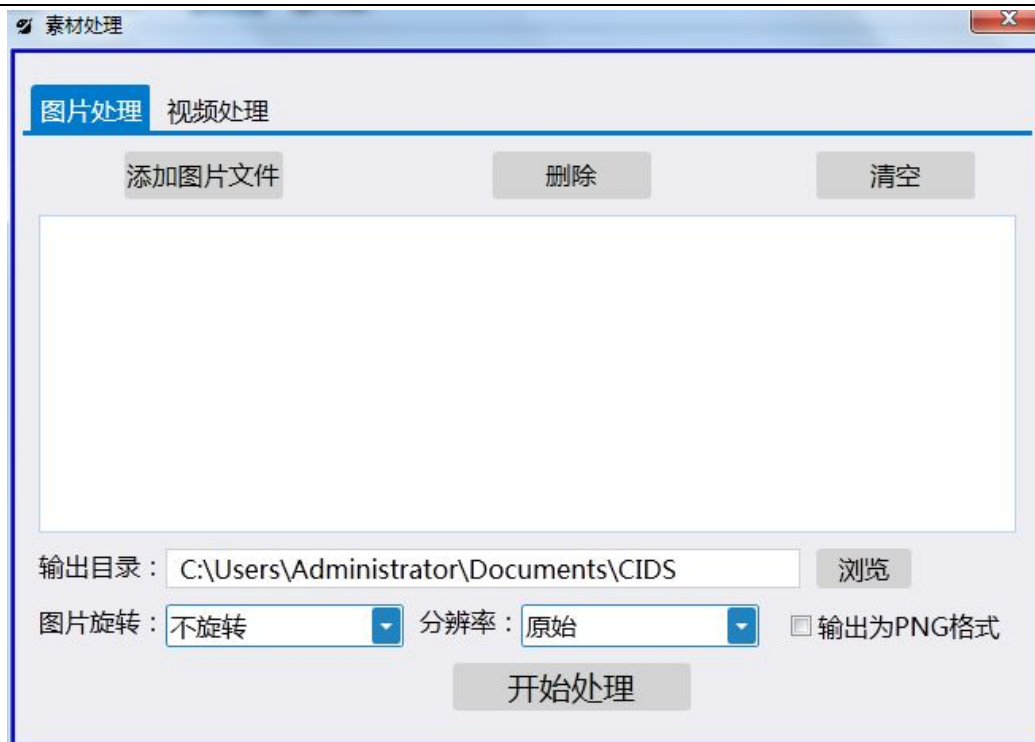 素材处理
图片处理 视频处理
添加图片文件 删除 清空
输出目录： C:\Users\Administrator\Documents\CIDS 浏览
图片旋转： 不旋转 分辨率： 原始 输出为PNG格式
开始处理